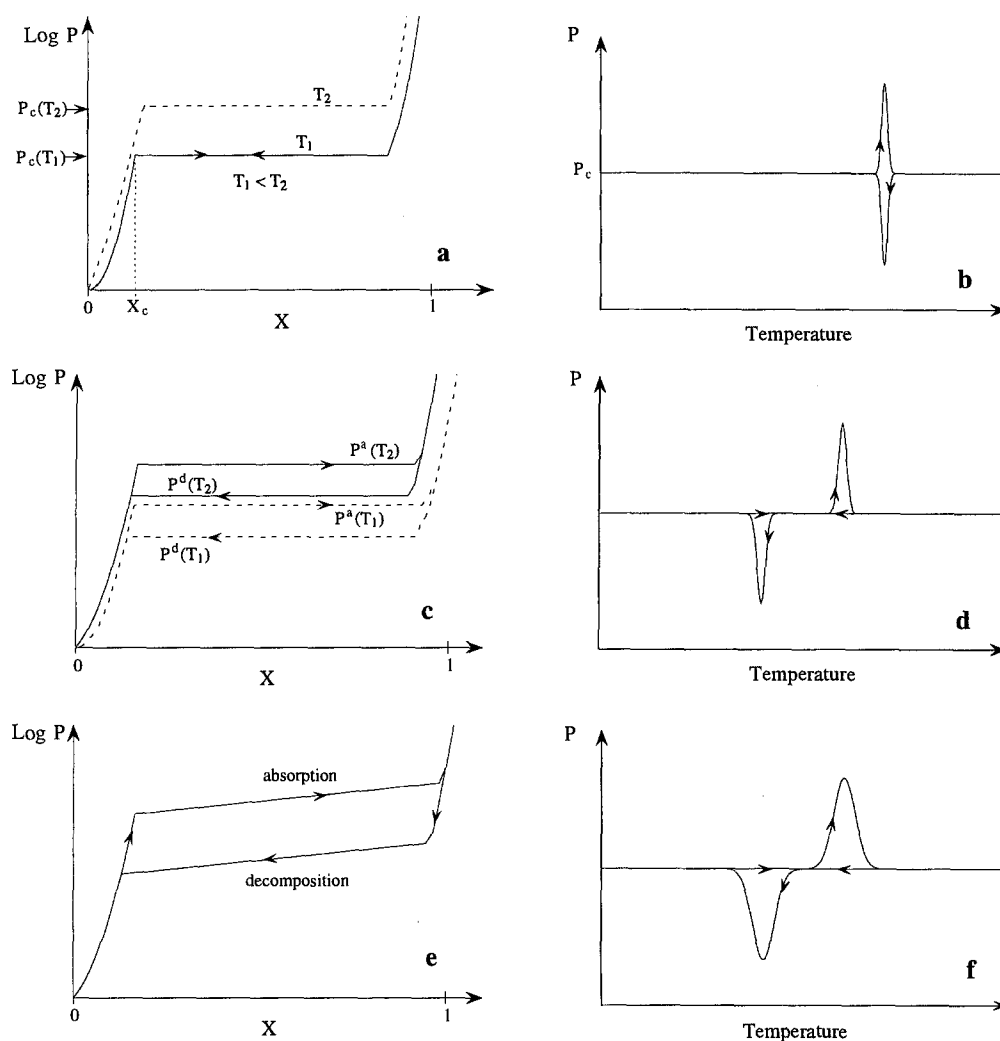 Log P
P_c(T_2)
P_c(T_1)
T_2
T_1
T_1 < T_2
a
0
X_c
1
X
P
P_c
b
Temperature
Log P
P^a(T_2)
P^d(T_2)
P^a(T_1)
P^d(T_1)
c
0
1
X
P
d
Temperature
Log P
absorption
decomposition
e
0
1
X
P
f
Temperature